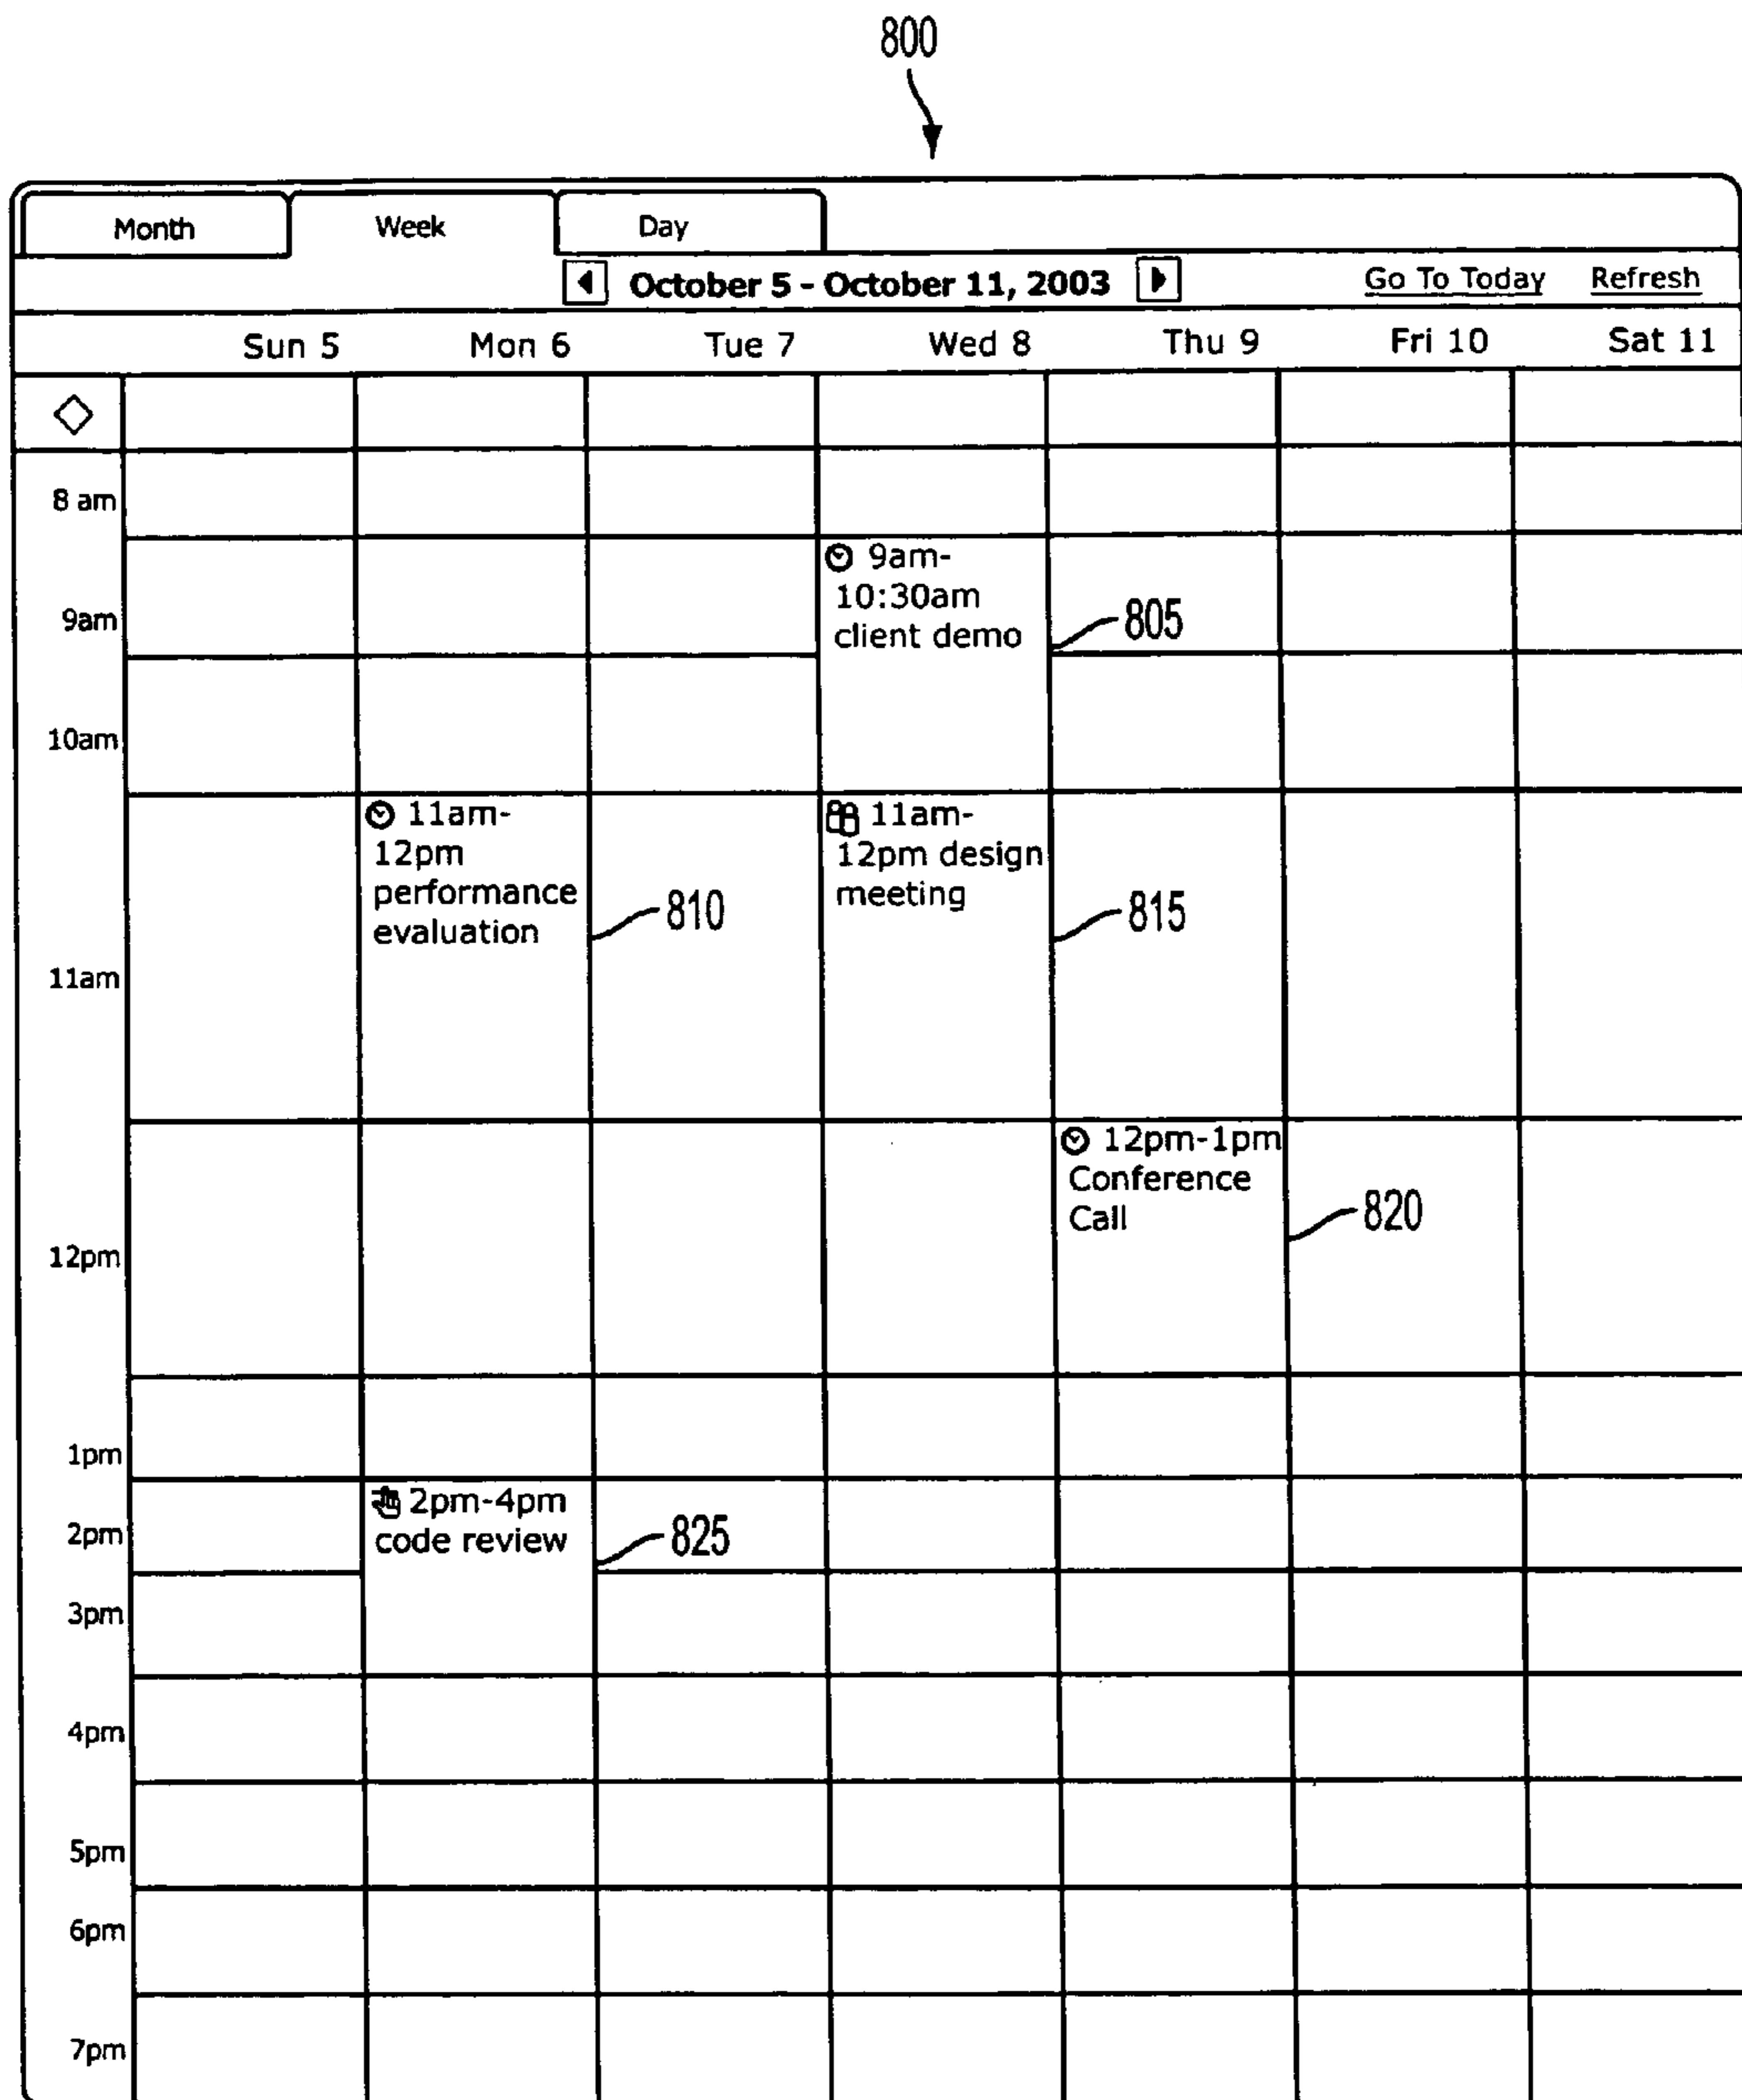 800
Month Week Day
October 5 - October 11, 2003 Go To Today Refresh
Sun 5 Mon 6 Tue 7 Wed 8 Thu 9 Fri 10 Sat 11
8 am
9am-
10:30am
client demo
805
9am
10am
11am-
12pm
performance
evaluation
810
11am-
12pm design
meeting
815
11am
12pm-1pm
Conference
Call
820
12pm
1pm
2pm-4pm
code review
825
2pm
3pm
4pm
5pm
6pm
7pm